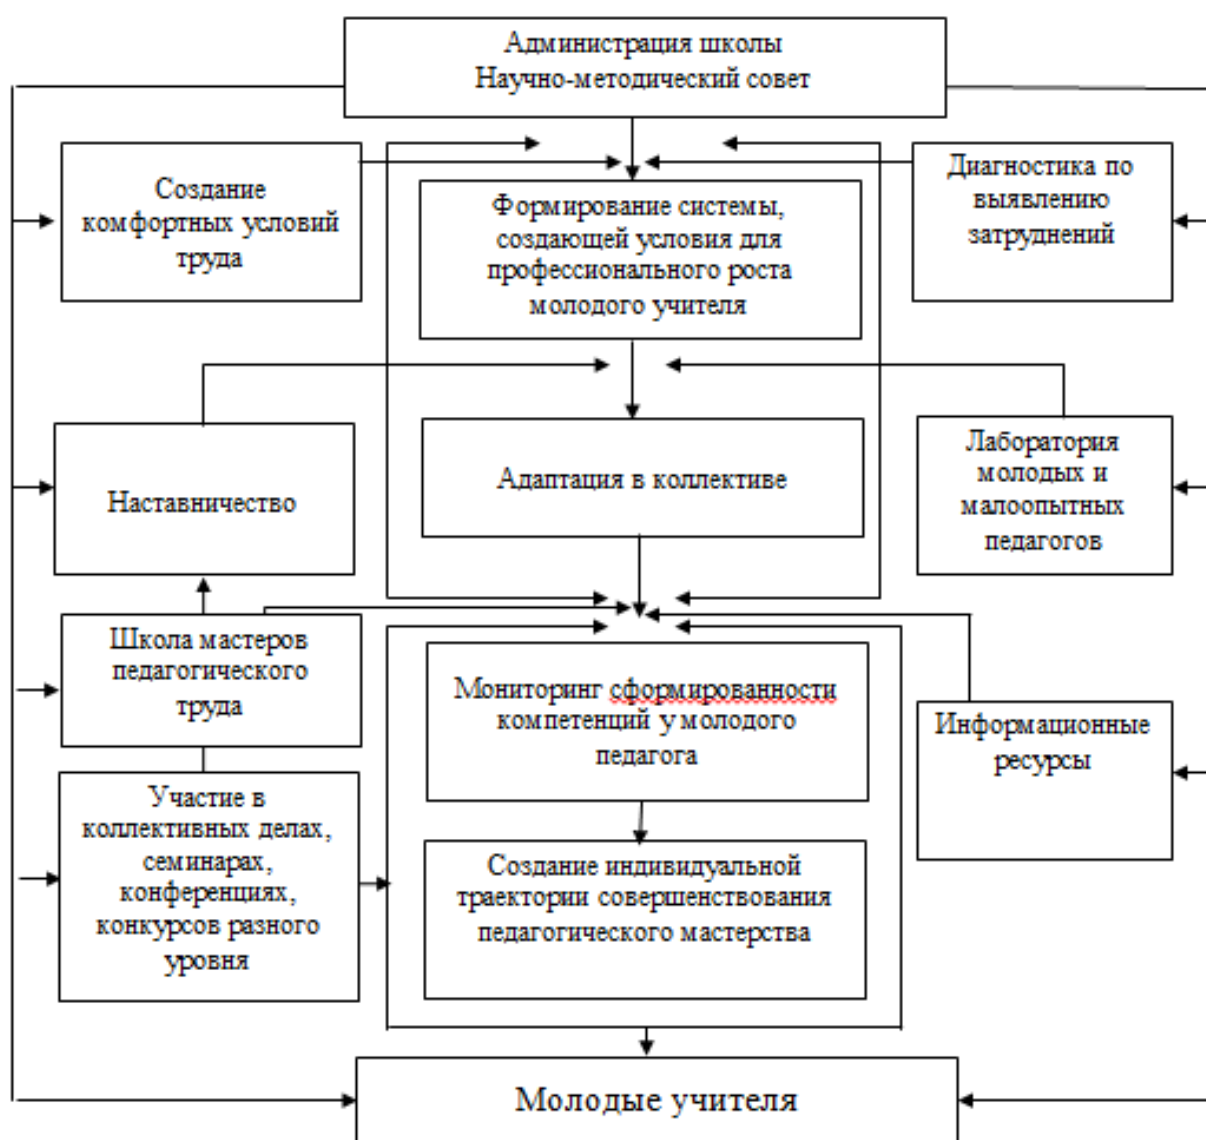 Администрация школы
Научно-методический совет
Создание
комфортных условий
труда
Формирование системы,
создающей условия для
профессионального роста
молодого учителя
Диагностика по
выявлению
затруднений
Наставничество
Адаптация в коллективе
Лаборатория
молодых и
малоопытных
педагогов
Школа мастеров
педагогического
труда
Мониторинг сформированности
компетенций у молодого
педагога
Информационные
ресурсы
Участие в
коллективных делах,
семинарах,
конференциях,
конкурсов разного
уровня
Создание индивидуальной
траектории совершенствования
педагогического мастерства
Молодые учителя